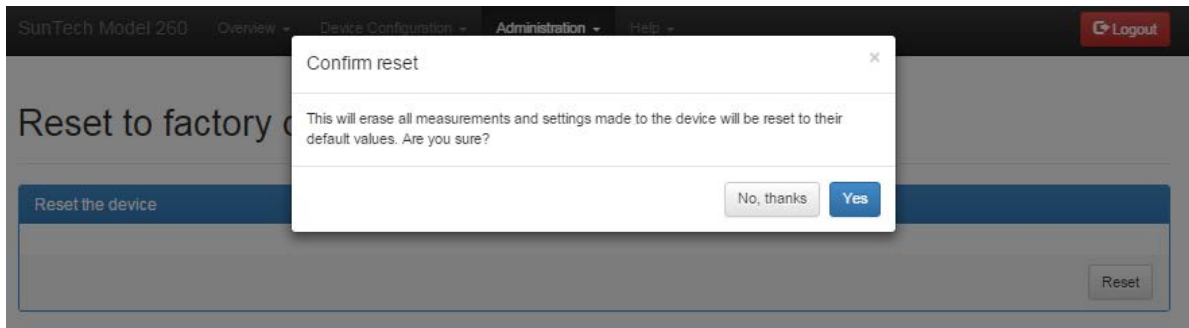 SunTech Model 260 Overview Device Configuration Administration Help Logout
Confirm reset ×
Reset to factory
This will erase all measurements and settings made to the device will be reset to their
default values. Are you sure?
No, thanks Yes
Reset the device
Reset